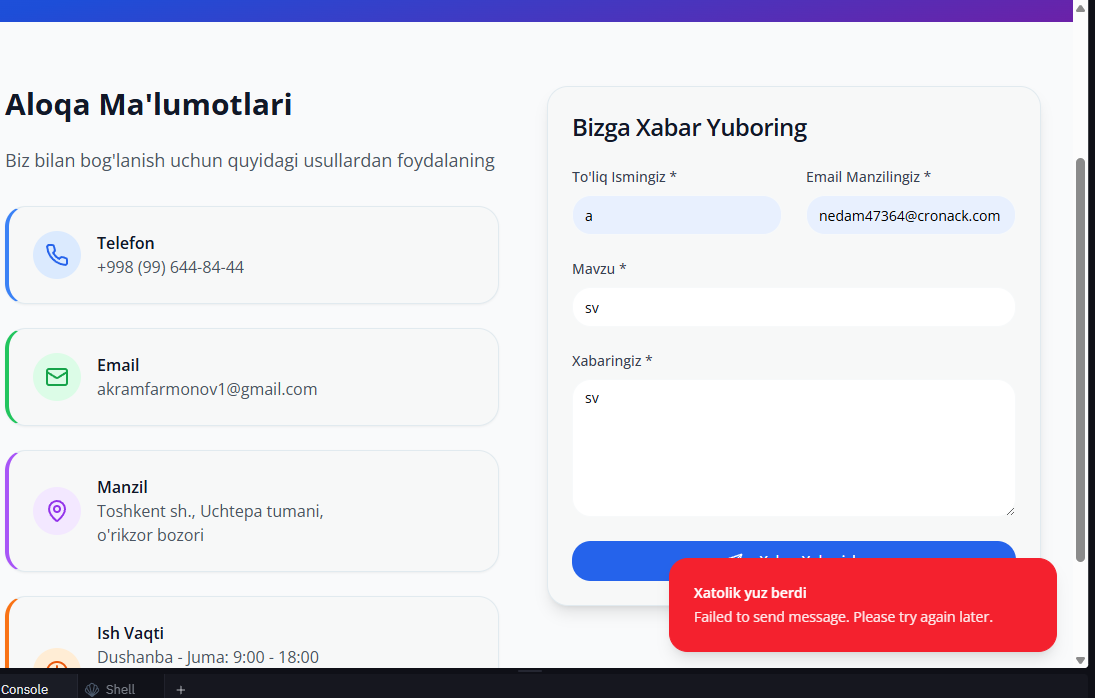 Aloqa Ma'lumotlari
Biz bilan bog'lanish uchun quyidagi usullardan foydalaning
Telefon
+998 (99) 644-84-44
Email
akramfarmonov1@gmail.com
Manzil
Toshkent sh., Uchtepa tumani,
o'rikzor bozori
Ish Vaqti
Dushanba - Juma: 9:00 - 18:00
Bizga Xabar Yuboring
To'liq Ismingiz *
a
Email Manzilingiz *
nedam47364@cronack.com
Mavzu *
sv
Xabaringiz *
sv
Xatolik yuz berdi
Failed to send message. Please try again later.
Console
Shell
+